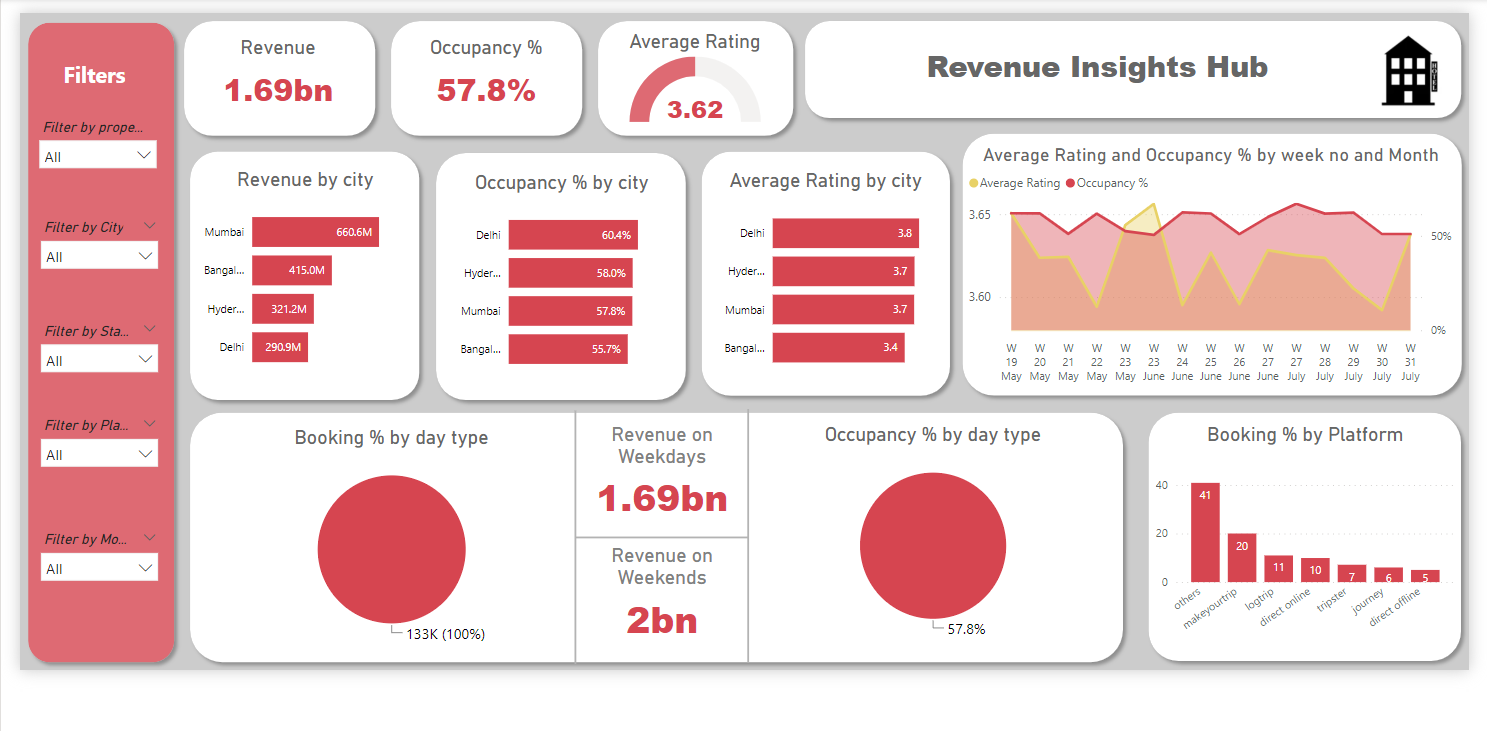 Filters
Filter by prope...
All
Filter by City
All
Filter by Sta...
All
Filter by Pla...
All
Filter by Mo...
All
Revenue
1.69bn
Occupancy %
57.8%
Average Rating
3.62
Revenue Insights Hub
HOTEL
Revenue by city
Mumbai 660.6M
Bangal... 415.0M
Hyder... 321.2M
Delhi 290.9M
Occupancy % by city
Delhi 60.4%
Hyder... 58.0%
Mumbai 57.8%
Bangal... 55.7%
Average Rating by city
Delhi 3.8
Hyder... 3.7
Mumbai 3.7
Bangal... 3.4
Average Rating and Occupancy % by week no and Month
Average Rating Occupancy %
3.65
50%
3.60
0%
W W W W W W W W W W W W W W W
19 20 21 22 23 23 24 25 26 27 27 28 29 30 31
May May May May May June June June June June July July July July July
Booking % by day type
133K (100%)
Revenue on
Weekdays
1.69bn
Revenue on
Weekends
2bn
Occupancy % by day type
57.8%
Booking % by Platform
40
20
0
41 20 11 10 7 6 5
others makeyourtrip logtrip direct online tripster journey direct offline